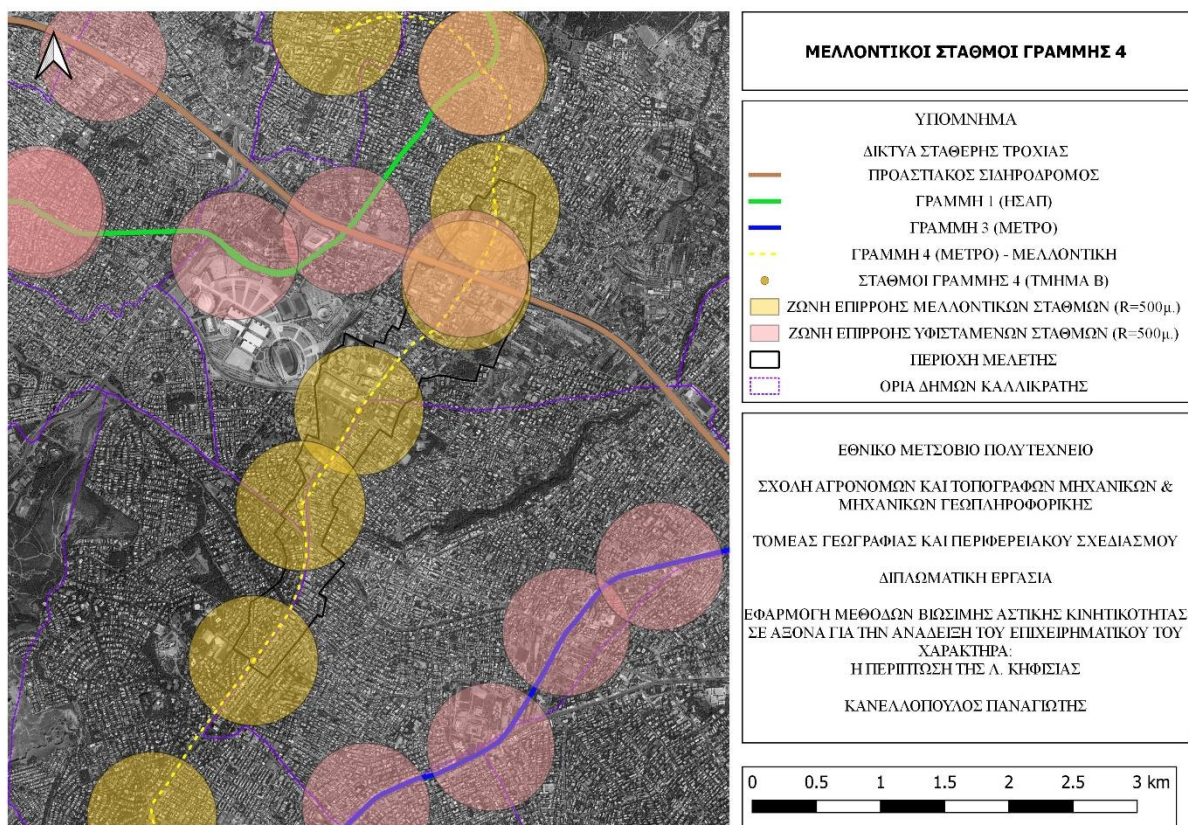 ΜΕΛΛΟΝΤΙΚΟΙ ΣΤΑΘΜΟΙ ΓΡΑΜΜΗΣ 4
ΥΠΟΜΝΗΜΑ
ΔΙΚΤΥΑ ΣΤΑΘΕΡΗΣ ΤΡΟΧΙΑΣ
ΠΡΟΑΣΤΙΑΚΟΣ ΣΙΔΗΡΟΔΡΟΜΟΣ
ΓΡΑΜΜΗ 1 (ΗΣΑΠ)
ΓΡΑΜΜΗ 3 (ΜΕΤΡΟ)
ΓΡΑΜΜΗ 4 (ΜΕΤΡΟ) - ΜΕΛΛΟΝΤΙΚΗ
ΣΤΑΘΜΟΙ ΓΡΑΜΜΗΣ 4 (ΤΜΗΜΑ Β)
ΖΩΝΗ ΕΠΙΡΡΟΗΣ ΜΕΛΛΟΝΤΙΚΩΝ ΣΤΑΘΜΩΝ (R=500μ.)
ΖΩΝΗ ΕΠΙΡΡΟΗΣ ΥΦΙΣΤΑΜΕΝΩΝ ΣΤΑΘΜΩΝ (R=500μ.)
ΠΕΡΙΟΧΗ ΜΕΛΕΤΗΣ
ΟΡΙΑ ΔΗΜΩΝ ΚΑΛΛΙΚΡΑΤΗΣ
ΕΘΝΙΚΟ ΜΕΤΣΟΒΙΟ ΠΟΛΥΤΕΧΝΕΙΟ
ΣΧΟΛΗ ΑΓΡΟΝΟΜΩΝ ΚΑΙ ΤΟΠΟΓΡΑΦΩΝ ΜΗΧΑΝΙΚΩΝ &
ΜΗΧΑΝΙΚΩΝ ΓΕΩΠΛΗΡΟΦΟΡΙΚΗΣ
ΤΟΜΕΑΣ ΓΕΩΓΡΑΦΙΑΣ ΚΑΙ ΠΕΡΙΦΕΡΕΙΑΚΟΥ ΣΧΕΔΙΑΣΜΟΥ
ΔΙΠΛΩΜΑΤΙΚΗ ΕΡΓΑΣΙΑ
ΕΦΑΡΜΟΓΗ ΜΕΘΟΔΩΝ ΒΙΩΣΙΜΗΣ ΑΣΤΙΚΗΣ ΚΙΝΗΤΙΚΟΤΗΤΑΣ
ΣΕ ΑΞΟΝΑ ΓΙΑ ΤΗΝ ΑΝΑΔΕΙΞΗ ΤΟΥ ΕΠΙΧΕΙΡΗΜΑΤΙΚΟΥ ΤΟΥ
ΧΑΡΑΚΤΗΡΑ:
Η ΠΕΡΙΠΤΩΣΗ ΤΗΣ Λ. ΚΗΦΙΣΙΑΣ
ΚΑΝΕΛΛΟΠΟΥΛΟΣ ΠΑΝΑΓΙΩΤΗΣ
0 0.5 1 1.5 2 2.5 3 km